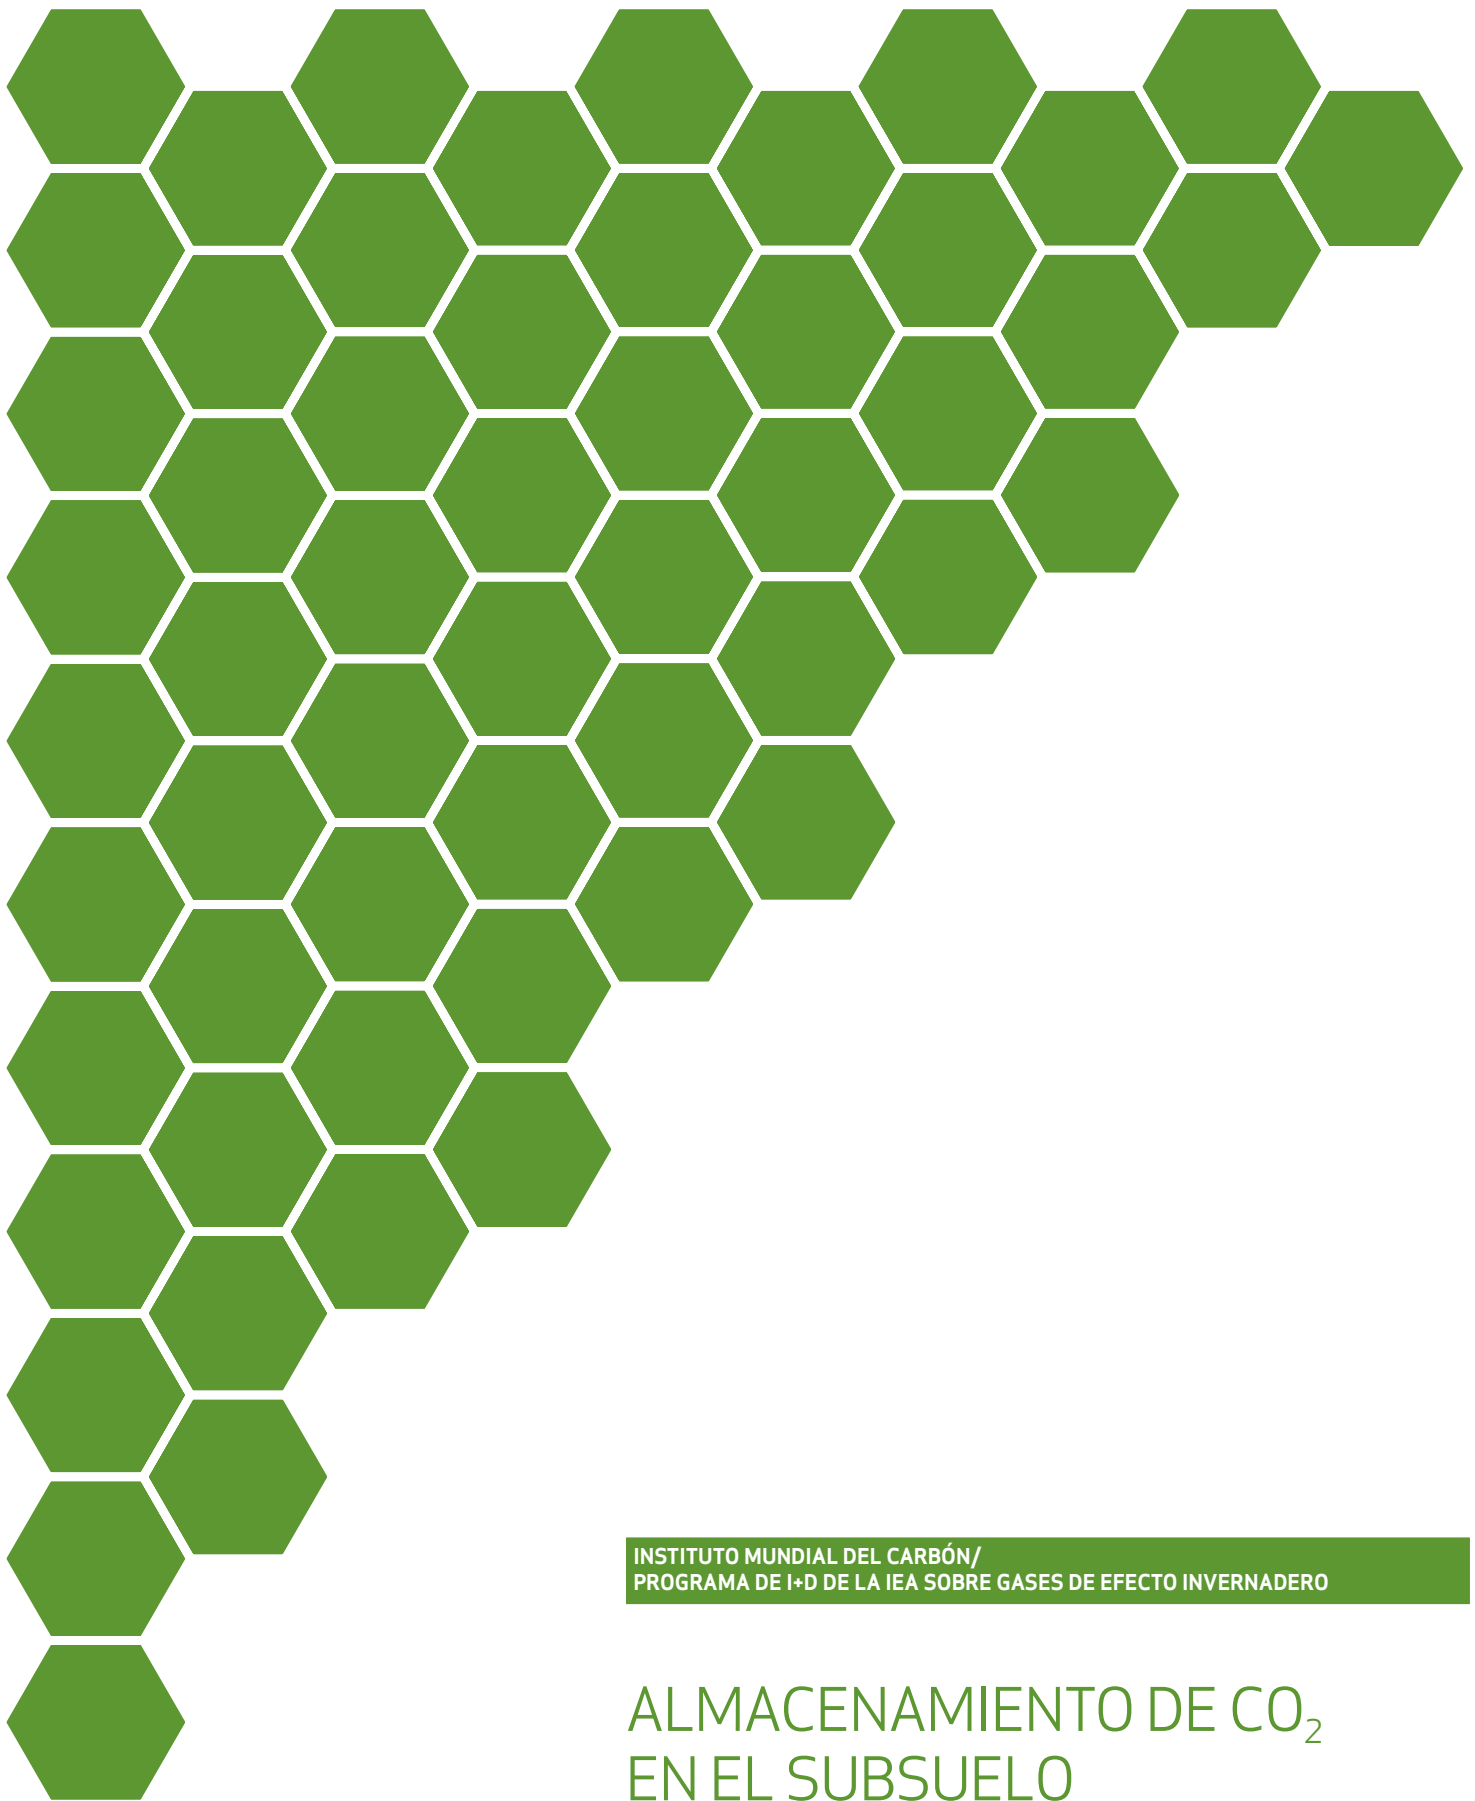 INSTITUTO MUNDIAL DEL CARBÓN/
PROGRAMA DE I+D DE LA IEA SOBRE GASES DE EFECTO INVERNADERO
ALMACENAMIENTO DE CO₂
EN EL SUBSUELO